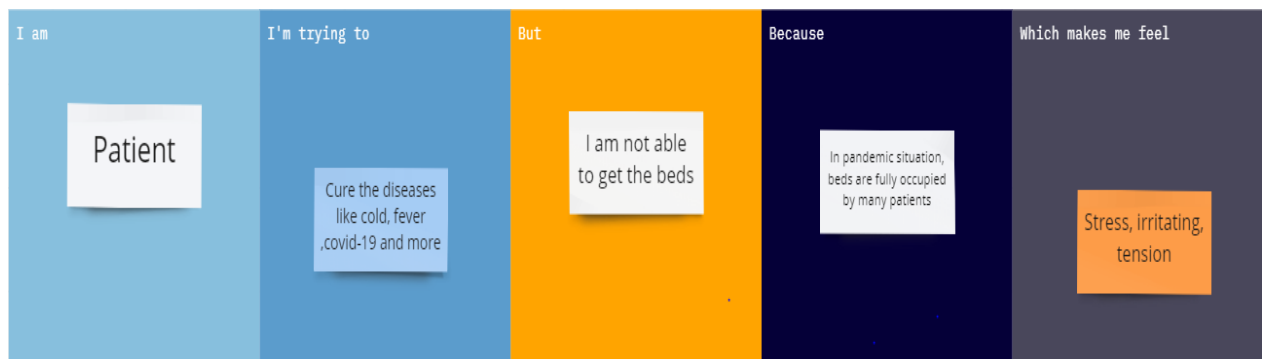 I am
Patient
I'm trying to
Cure the diseases
like cold, fever
,covid-19 and more
But
I am not able
to get the beds
Because
In pandemic situation,
beds are fully occupied
by many patients
Which makes me feel
Stress, irritating,
tension